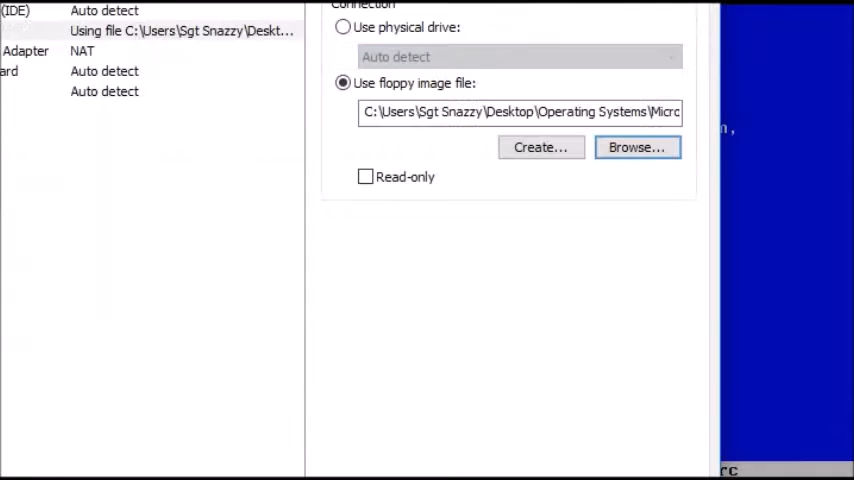 (IDE) Auto detect
Using file C:\Users\Sgt Snazzy\Deskt...
Adapter NAT
ard Auto detect
Auto detect
Connection
Use physical drive:
Auto detect
Use floppy image file:
C:\Users\Sgt Snazzy\Desktop\Operating Systems\Micro
Create... Browse...
Read-only
n,
rc